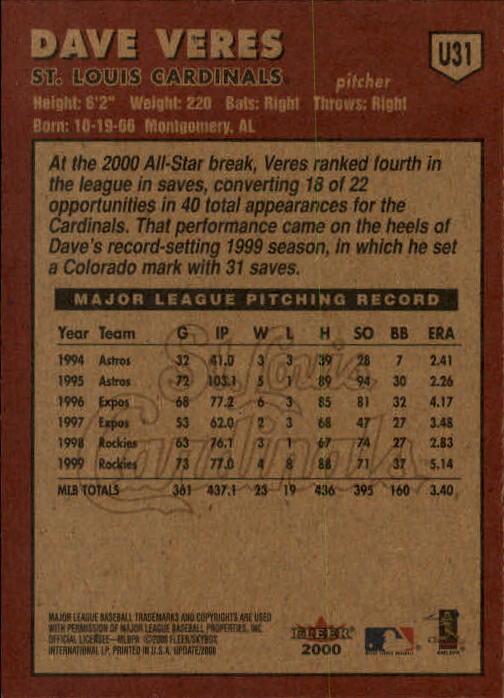 DAVE VERES
U31
ST. LOUIS CARDINALS
pitcher
Height: 6'2" Weight: 220 Bats: Right Throws: Right
Born: 10-19-66 Montgomery, AL
At the 2000 All-Star break, Veres ranked fourth in
the league in saves, converting 18 of 22
opportunities in 40 total appearances for the
Cardinals. That performance came on the heels of
Dave's record-setting 1999 season, in which he set
a Colorado mark with 31 saves.
MAJOR LEAGUE PITCHING RECORD
Year Team G IP W L H SO BB ERA
1994 Astros 32 41.0 3 3 39 28 7 2.41
1995 Astros 72 103.1 5 1 89 94 30 2.26
1996 Expos 68 77.2 6 3 85 81 32 4.17
1997 Expos 53 62.0 2 3 68 47 27 3.48
1998 Rockies 63 76.1 3 1 67 74 27 2.83
1999 Rockies 73 77.0 4 8 88 71 37 5.14
MLB TOTALS 361 437.1 23 19 436 395 160 3.40
St. Louis
Cardinals
MAJOR LEAGUE BASEBALL TRADEMARKS AND COPYRIGHTS ARE USED
WITH PERMISSION OF MAJOR LEAGUE BASEBALL PROPERTIES, INC.
OFFICIAL LICENSEE—MLBPA ©2000 FLEER/SKYBOX
INTERNATIONAL LP. PRINTED IN U.S.A. UPDATE/2000
FLEER
2000